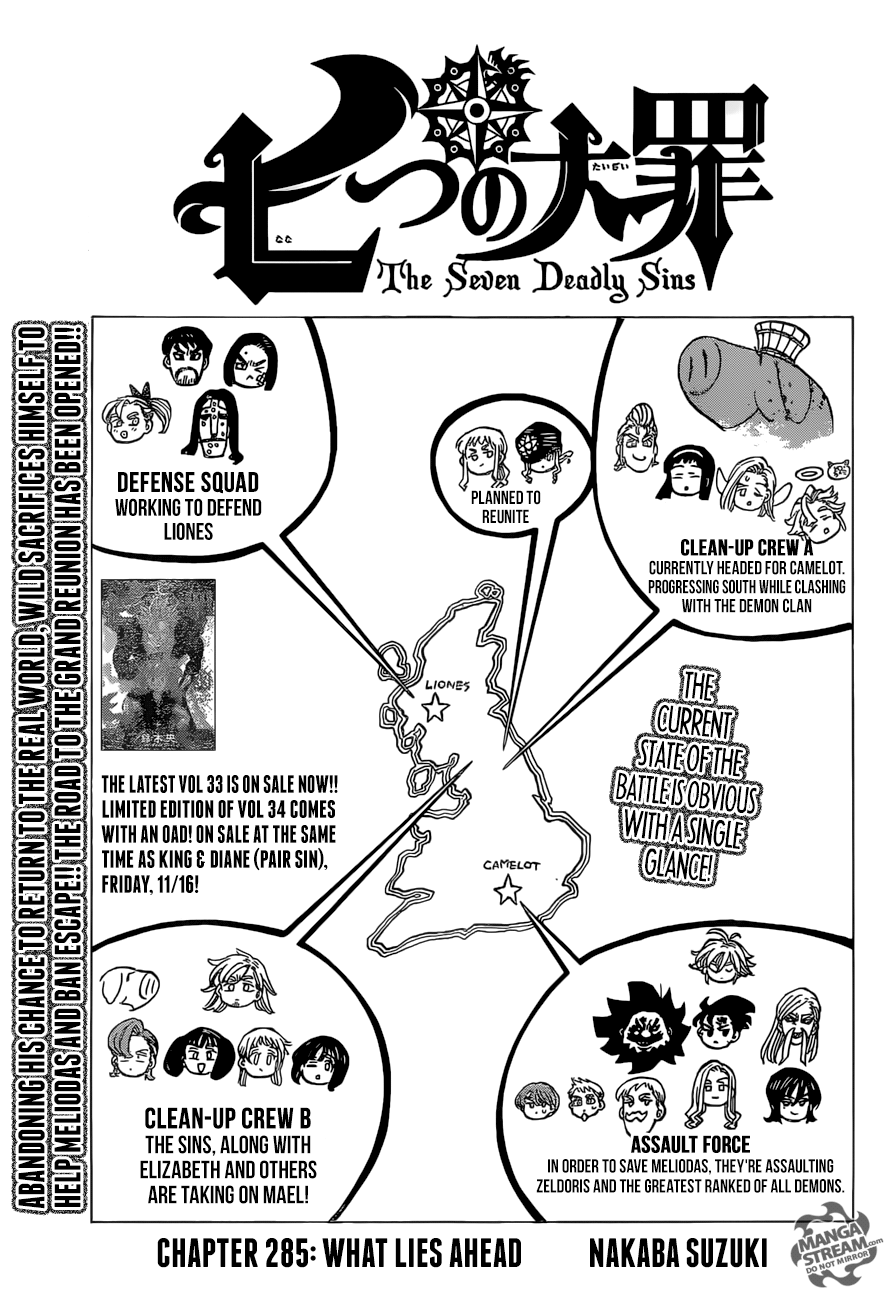 七つの大罪
なな
たいざい
The Seven Deadly Sins
ABANDONING HIS CHANCE TO RETURN TO THE REAL WORLD, WILD SACRIFICES HIMSELF TO
HELP MELIODAS AND BAN ESCAPE!! THE ROAD TO THE GRAND REUNION HAS BEEN OPENED!!
DEFENSE SQUAD
WORKING TO DEFEND
LIONES
PLANNED TO
REUNITE
CLEAN-UP CREW A
CURRENTLY HEADED FOR CAMELOT.
PROGRESSING SOUTH WHILE CLASHING
WITH THE DEMON CLAN
LIONES
THE
CURRENT
STATE OF THE
BATTLE IS OBVIOUS
WITH A SINGLE
GLANCE!
THE LATEST VOL 33 IS ON SALE NOW!!
LIMITED EDITION OF VOL 34 COMES
WITH AN OAD! ON SALE AT THE SAME
TIME AS KING & DIANE (PAIR SIN),
FRIDAY, 11/16!
CAMELOT
CLEAN-UP CREW B
THE SINS, ALONG WITH
ELIZABETH AND OTHERS
ARE TAKING ON MAEL!
ASSAULT FORCE
IN ORDER TO SAVE MELIODAS, THEY'RE ASSAULTING
ZELDORIS AND THE GREATEST RANKED OF ALL DEMONS.
CHAPTER 285: WHAT LIES AHEAD NAKABA SUZUKI
MANGA
STREAM.com
DO NOT MIRROR